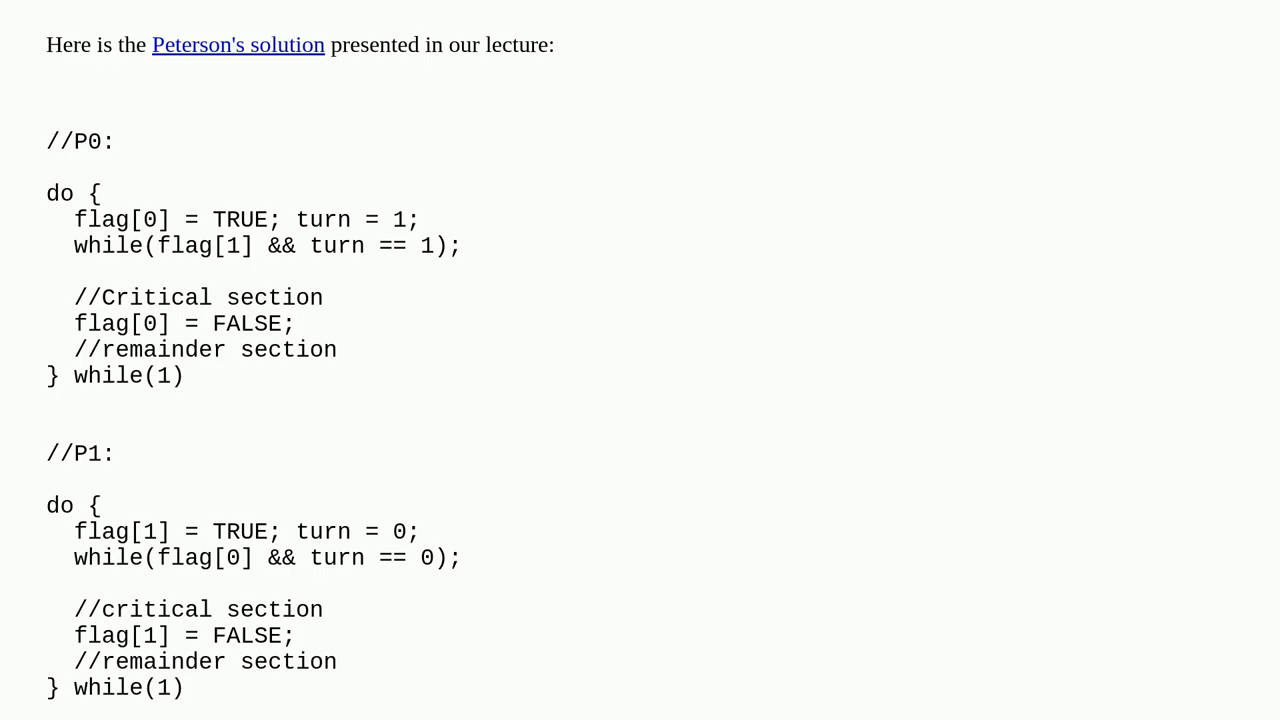 Here is the Peterson's solution presented in our lecture:
//P0:
do {
  flag[0] = TRUE; turn = 1;
  while(flag[1] && turn == 1);
  //Critical section
  flag[0] = FALSE;
  //remainder section
} while(1)
//P1:
do {
  flag[1] = TRUE; turn = 0;
  while(flag[0] && turn == 0);
  //critical section
  flag[1] = FALSE;
  //remainder section
} while(1)